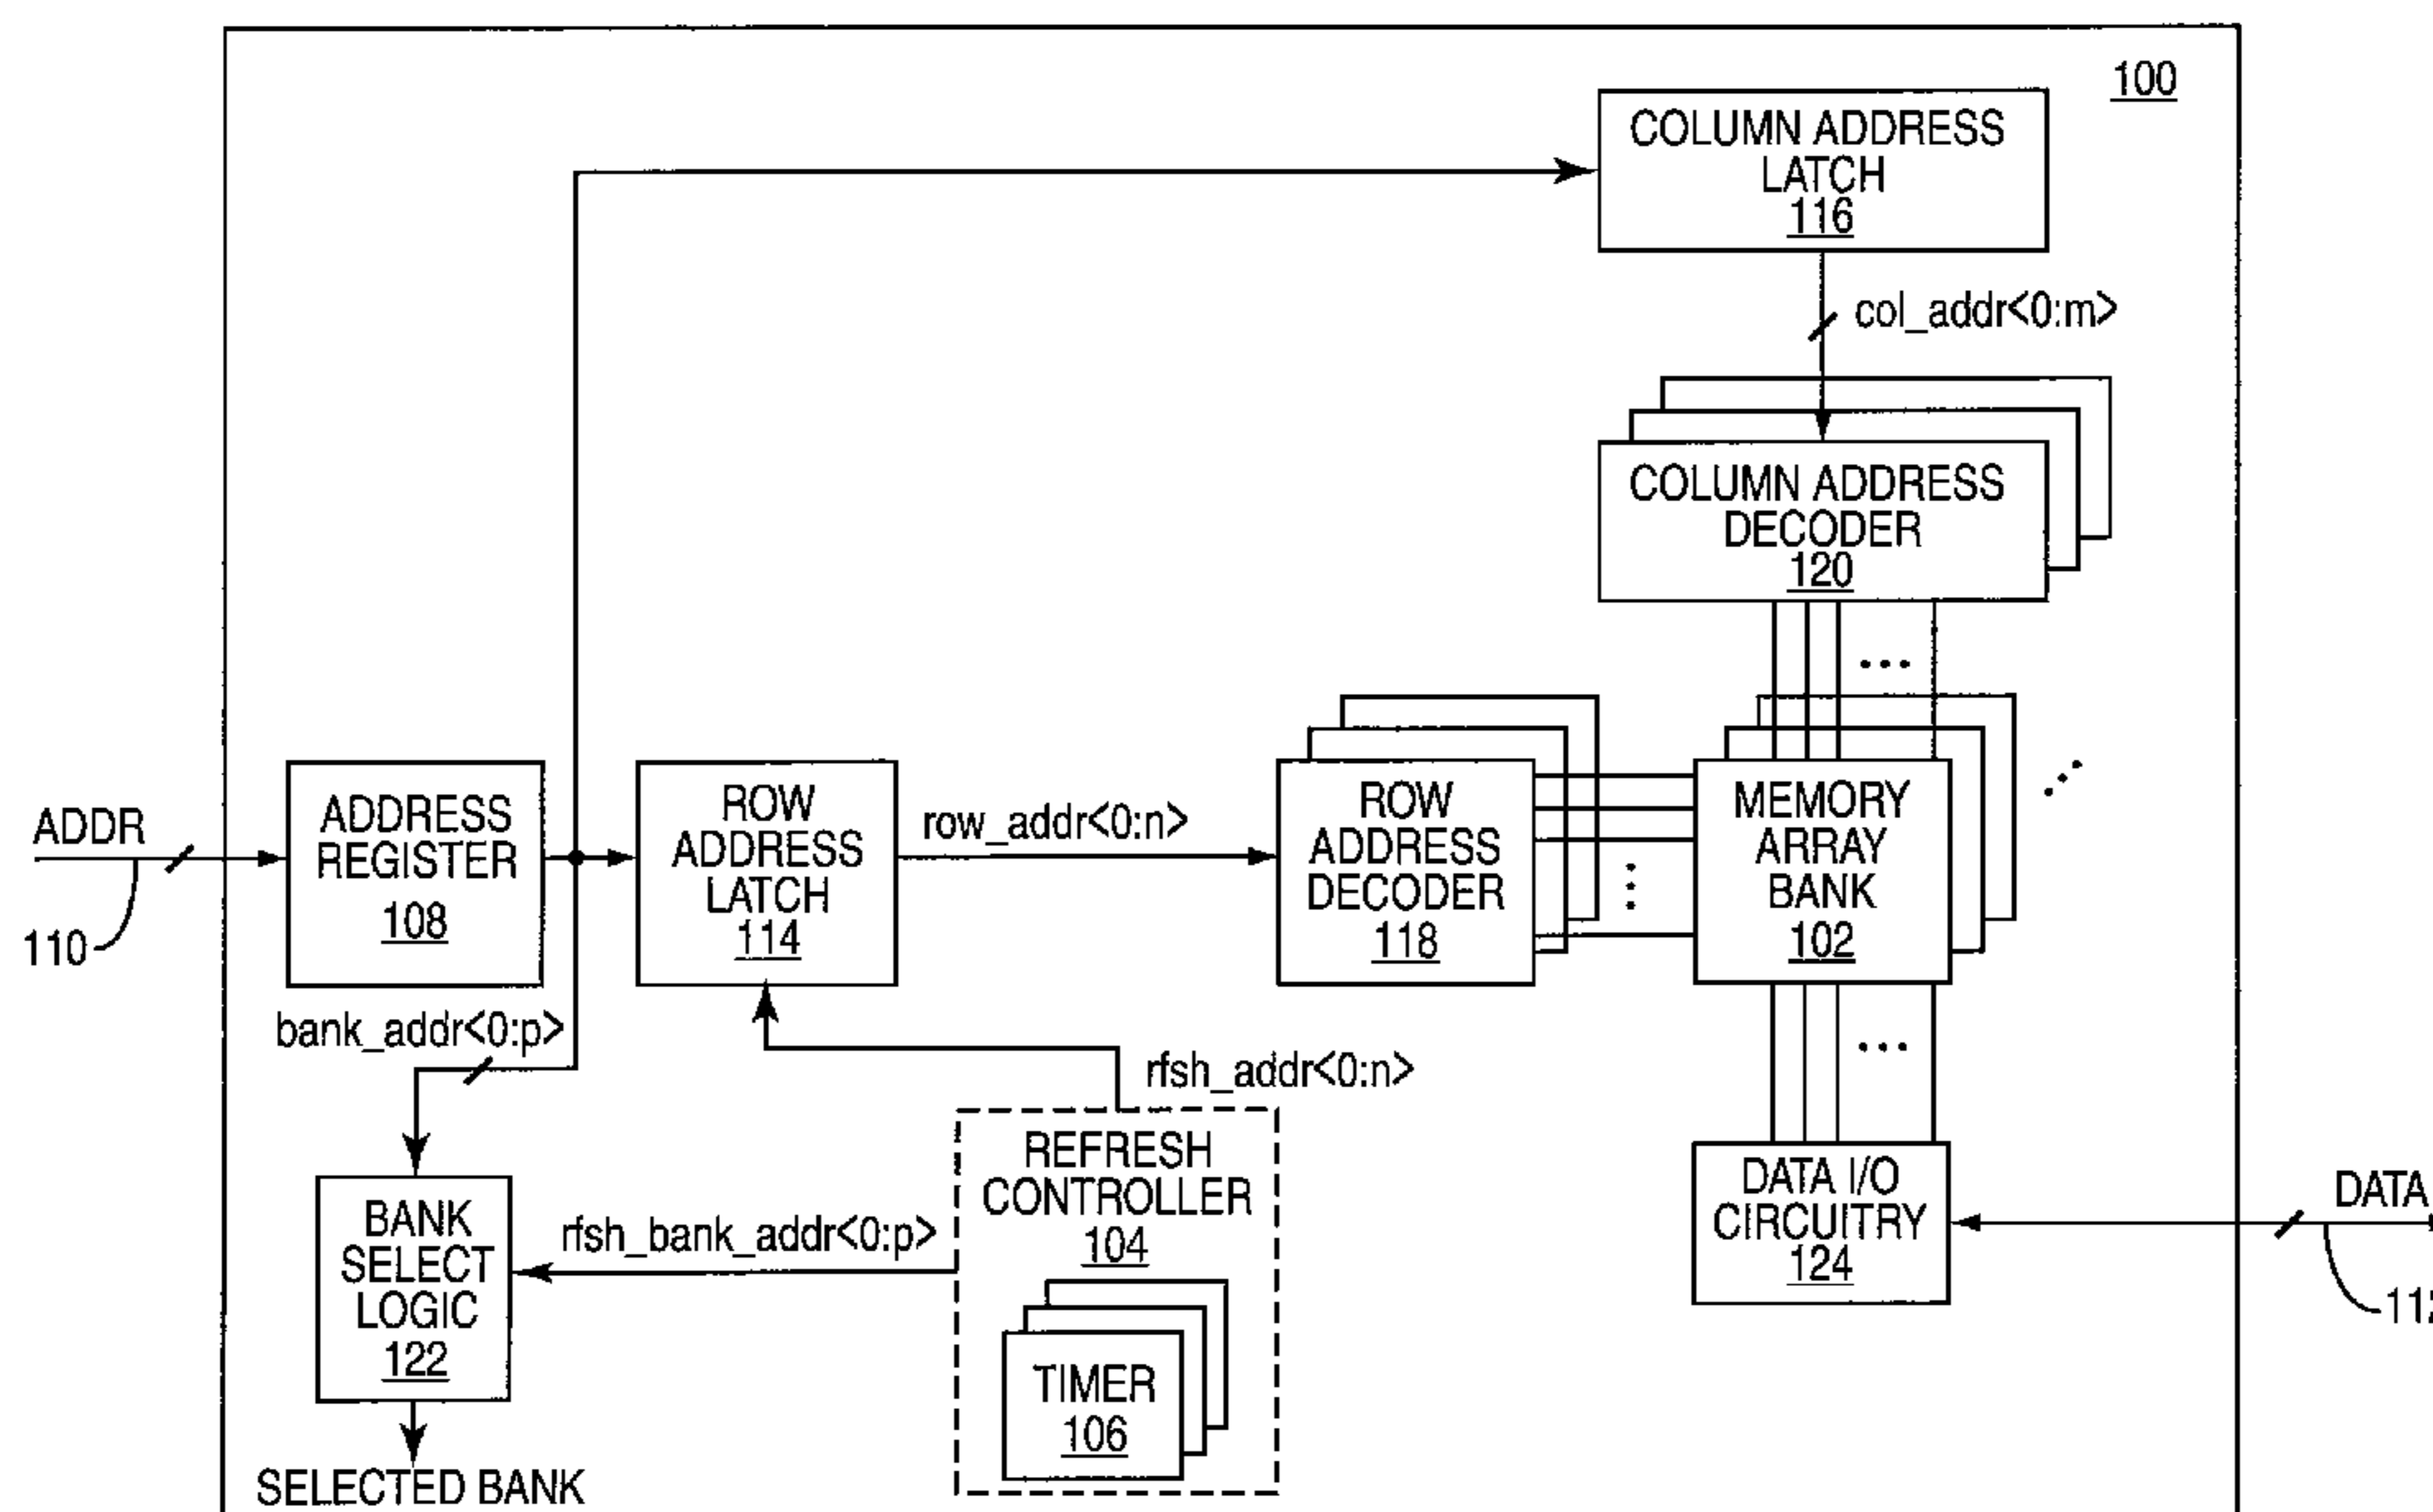 100
COLUMN ADDRESS
LATCH
116
col_addr<0:m>
COLUMN ADDRESS
DECODER
120
ADDR
110
ADDRESS
REGISTER
108
ROW
ADDRESS
LATCH
114
row_addr<0:n>
ROW
ADDRESS
DECODER
118
MEMORY
ARRAY
BANK
102
bank_addr<0:p>
rfsh_addr<0:n>
BANK
SELECT
LOGIC
122
rfsh_bank_addr<0:p>
REFRESH
CONTROLLER
104
TIMER
106
DATA I/O
CIRCUITRY
124
DATA
SELECTED BANK